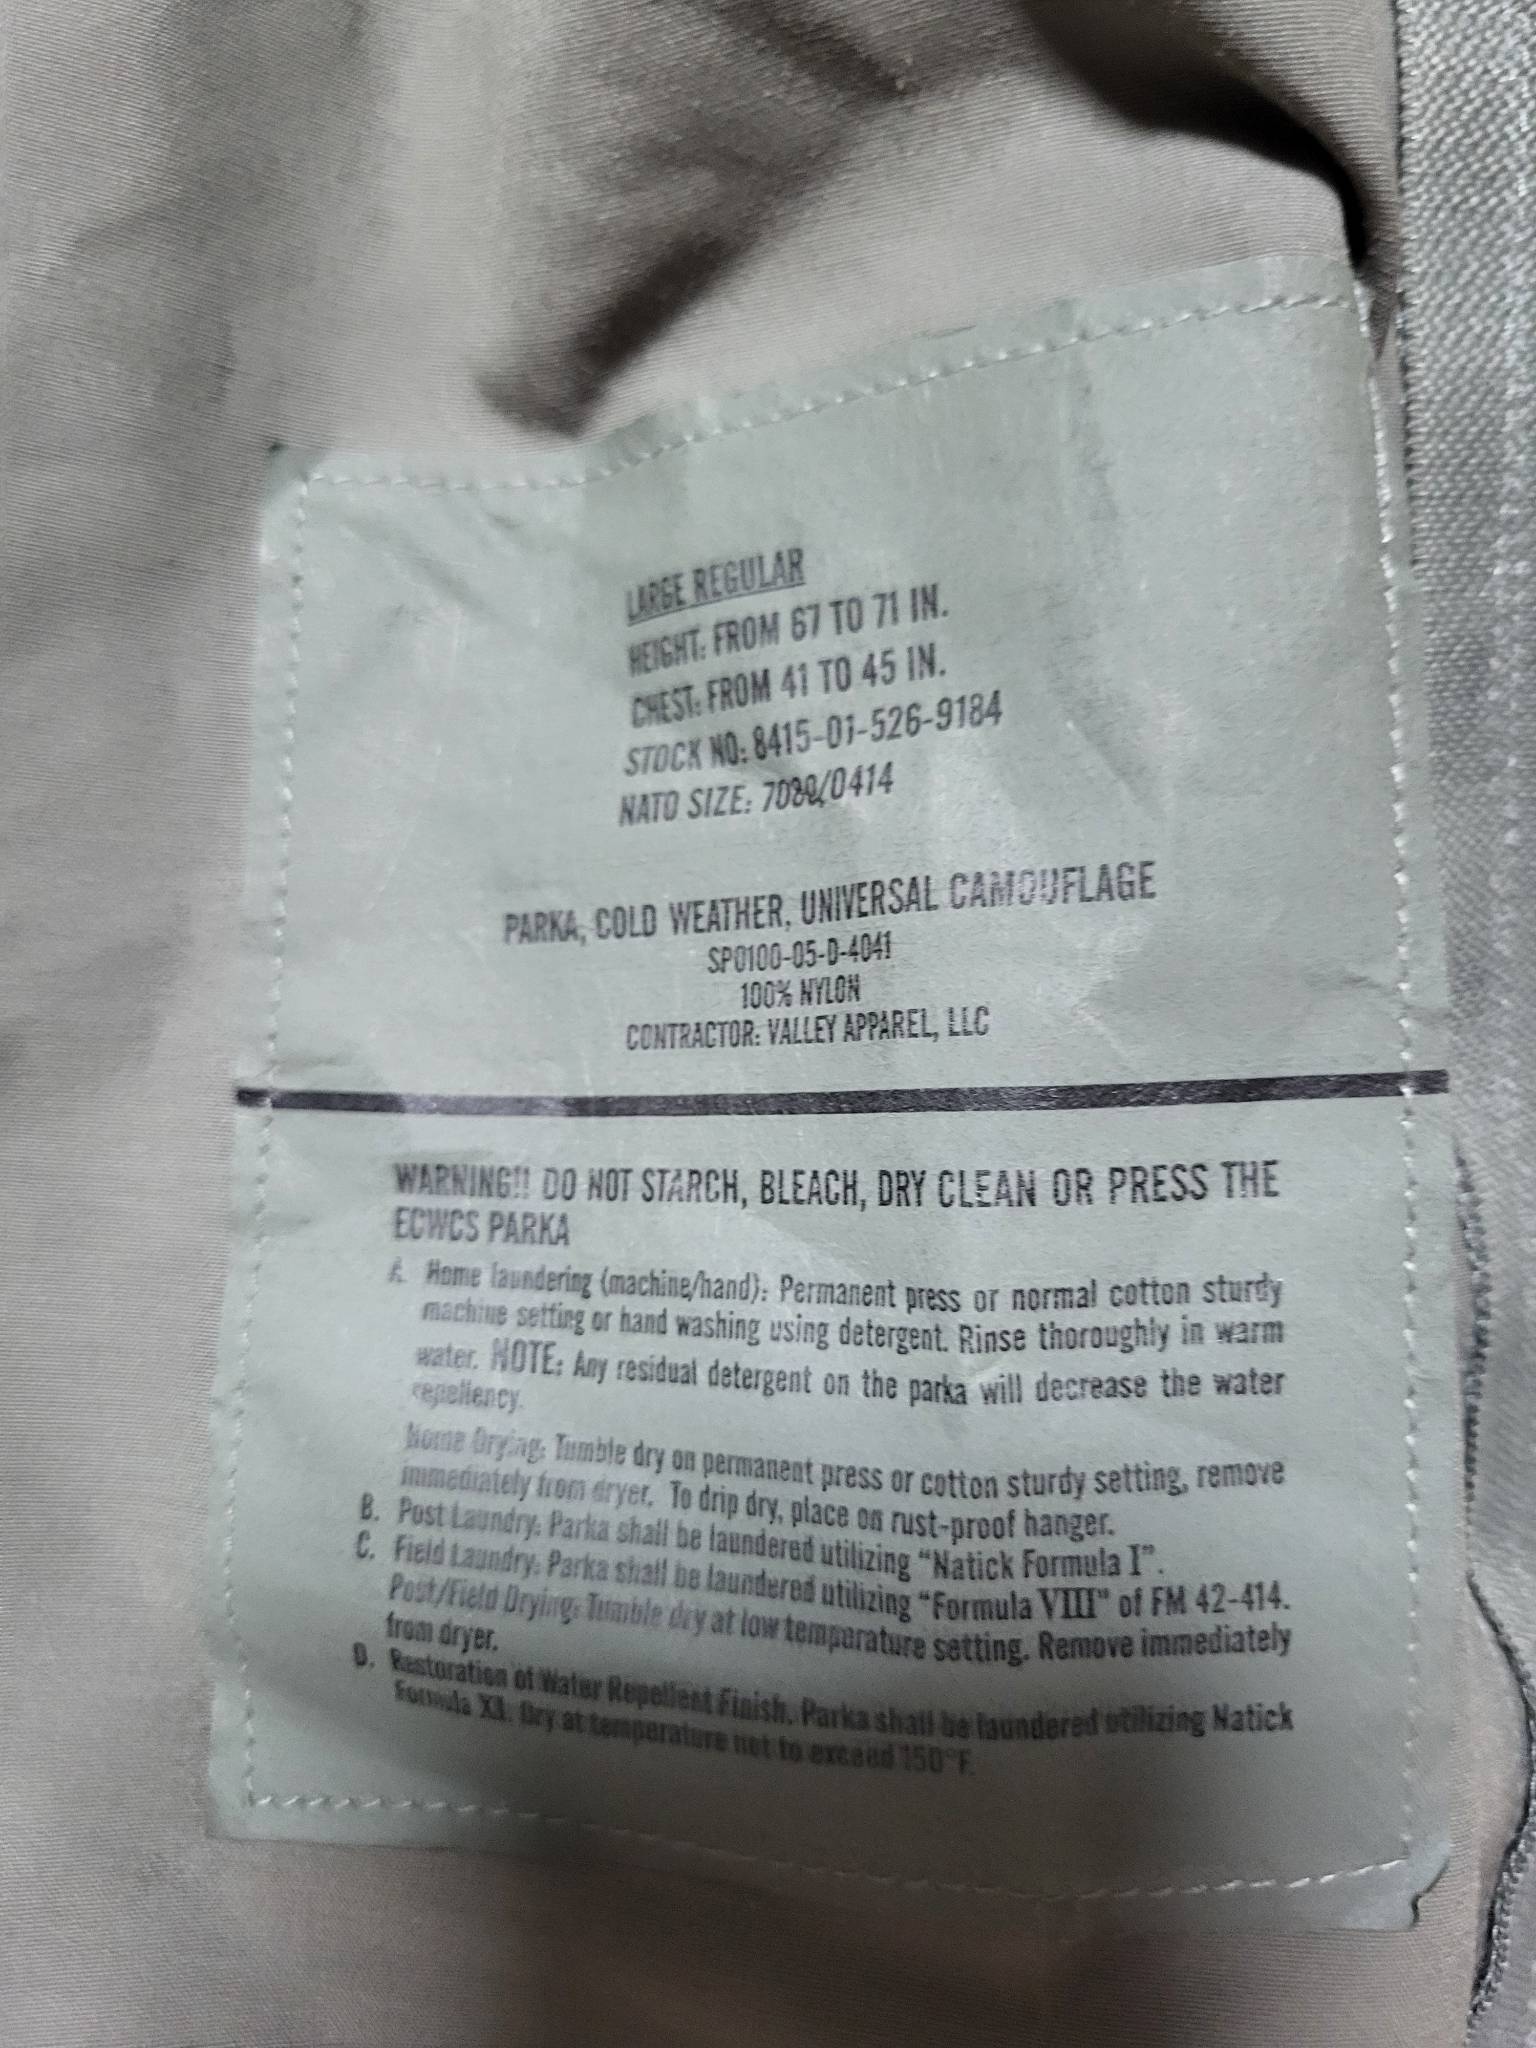 LARGE REGULAR
HEIGHT: FROM 67 TO 71 IN.
CHEST: FROM 41 TO 45 IN.
STOCK NO: 8415-01-526-9184
NATO SIZE: 7080/0414
PARKA, COLD WEATHER, UNIVERSAL CAMOUFLAGE
SP0100-05-D-4041
100% NYLON
CONTRACTOR: VALLEY APPAREL, LLC
WARNING!! DO NOT STARCH, BLEACH, DRY CLEAN OR PRESS THE
ECWCS PARKA
A. Home laundering (machine/hand): Permanent press or normal cotton sturdy
machine setting or hand washing using detergent. Rinse thoroughly in warm
water. NOTE: Any residual detergent on the parka will decrease the water
repellency.
Home Drying: Tumble dry on permanent press or cotton sturdy setting, remove
immediately from dryer. To drip dry, place on rust-proof hanger.
B. Post Laundry: Parka shall be laundered utilizing "Natick Formula I".
C. Field Laundry: Parka shall be laundered utilizing "Formula VIII" of FM 42-414.
Post/Field Drying: Tumble dry at low temperature setting. Remove immediately
from dryer.
D. Restoration of Water Repellent Finish. Parka shall be laundered utilizing Natick
Formula XI. Dry at temperature not to exceed 150°F.